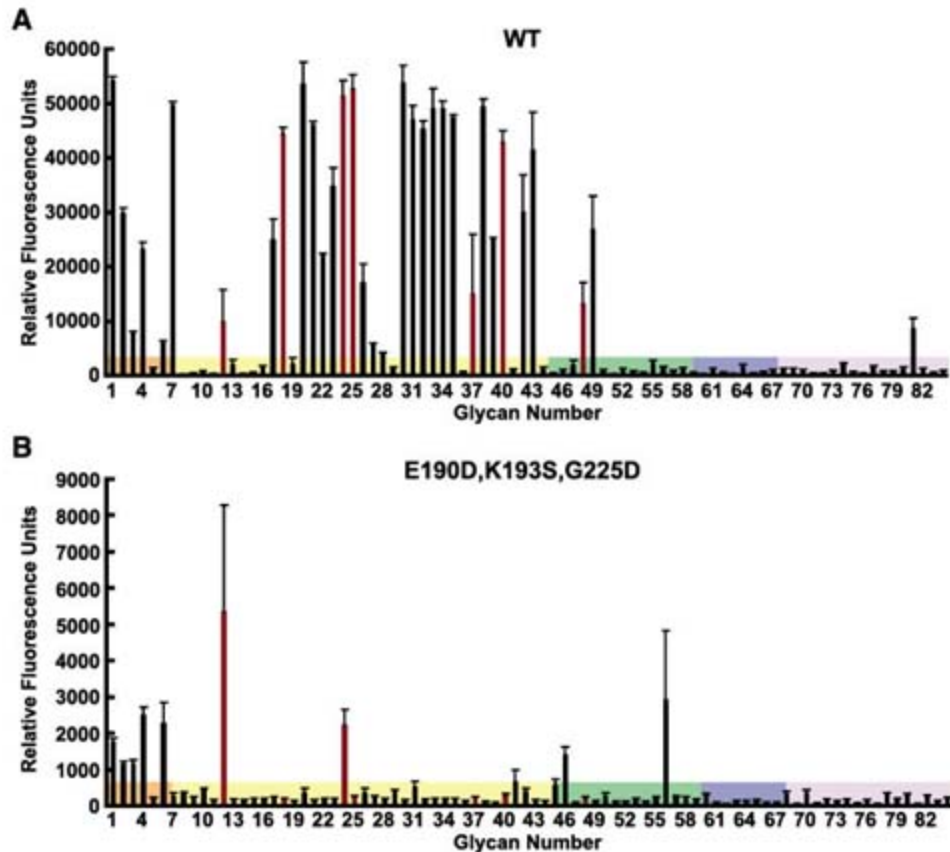 A
WT
60000
50000
40000
30000
20000
10000
0
Relative Fluorescence Units
1 4 7 10 13 16 19 22 25 28 31 34 37 40 43 46 49 52 55 58 61 64 67 70 73 76 79 82
Glycan Number
B
E190D,K193S,G225D
9000
8000
7000
6000
5000
4000
3000
2000
1000
0
Relative Fluorescence Units
1 4 7 10 13 16 19 22 25 28 31 34 37 40 43 46 49 52 55 58 61 64 67 70 73 76 79 82
Glycan Number